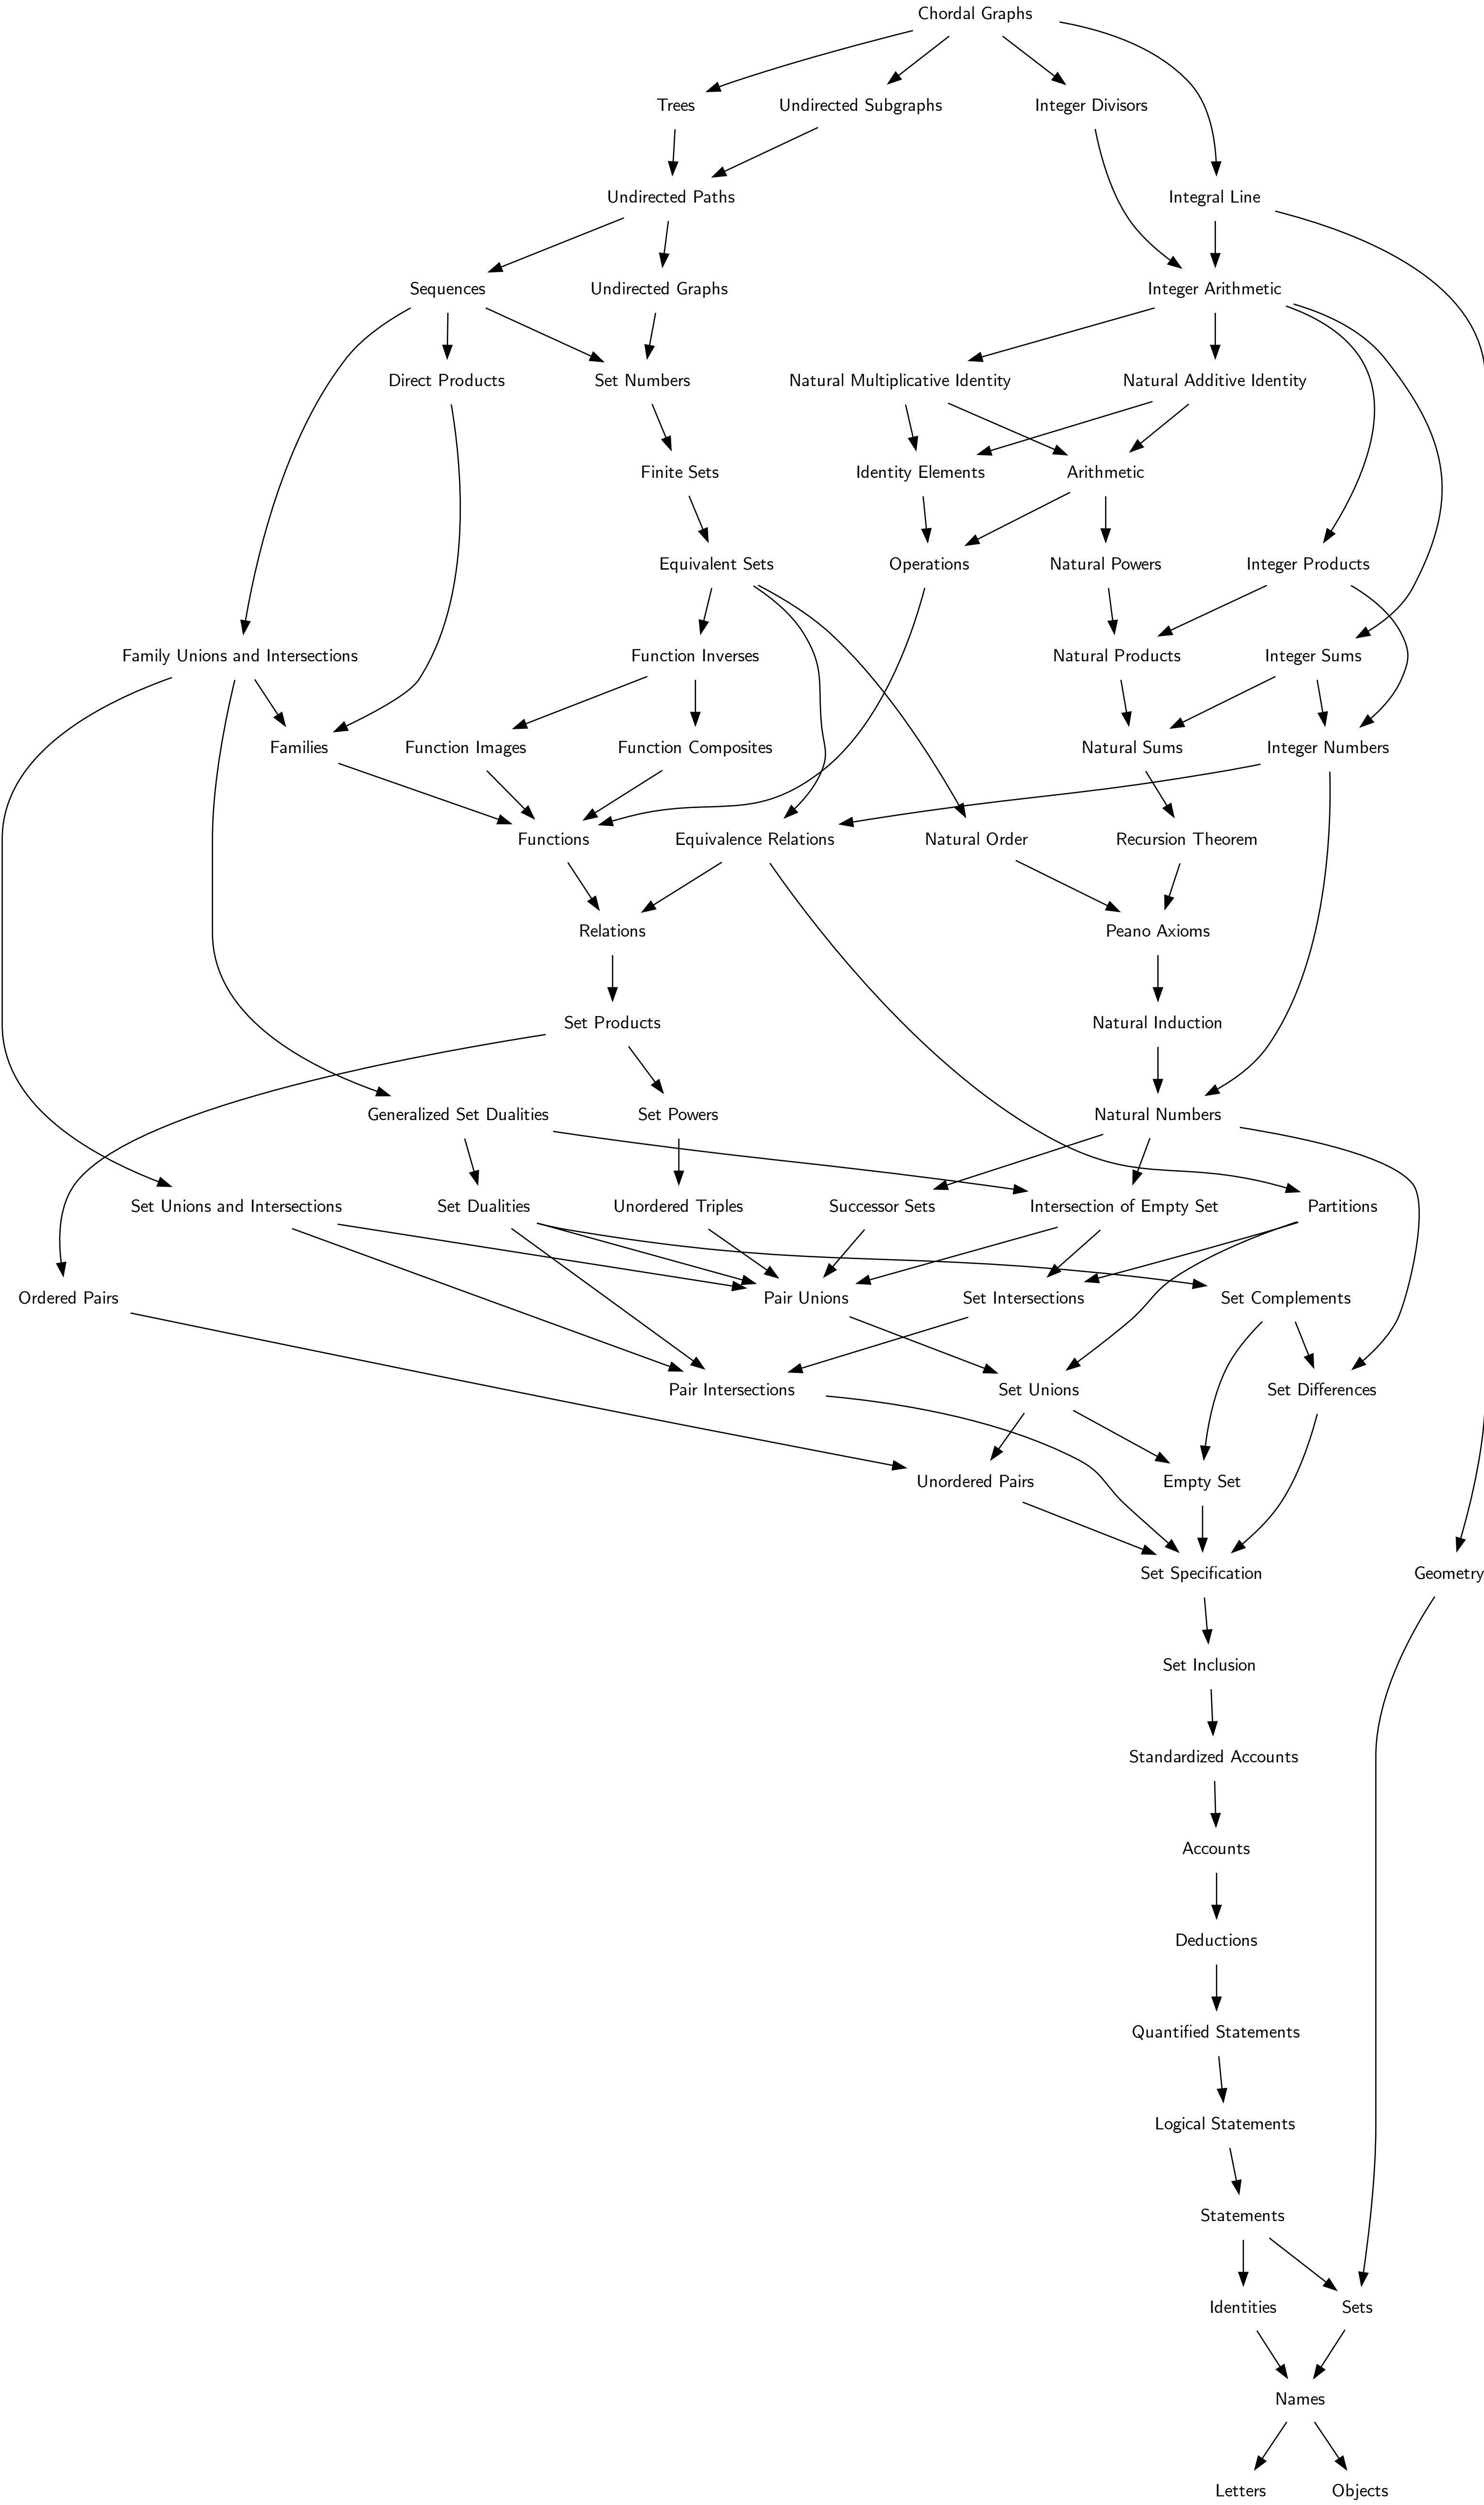 Chordal Graphs
Trees
Undirected Subgraphs
Integer Divisors
Undirected Paths
Integral Line
Sequences
Undirected Graphs
Integer Arithmetic
Direct Products
Set Numbers
Natural Multiplicative Identity
Natural Additive Identity
Finite Sets
Identity Elements
Arithmetic
Equivalent Sets
Operations
Natural Powers
Integer Products
Family Unions and Intersections
Function Inverses
Natural Products
Integer Sums
Families
Function Images
Function Composites
Natural Sums
Integer Numbers
Functions
Equivalence Relations
Natural Order
Recursion Theorem
Relations
Peano Axioms
Set Products
Natural Induction
Generalized Set Dualities
Set Powers
Natural Numbers
Set Unions and Intersections
Set Dualities
Unordered Triples
Successor Sets
Intersection of Empty Set
Partitions
Ordered Pairs
Pair Unions
Set Intersections
Set Complements
Pair Intersections
Set Unions
Set Differences
Unordered Pairs
Empty Set
Set Specification
Geometry
Set Inclusion
Standardized Accounts
Accounts
Deductions
Quantified Statements
Logical Statements
Statements
Identities
Sets
Names
Letters
Objects